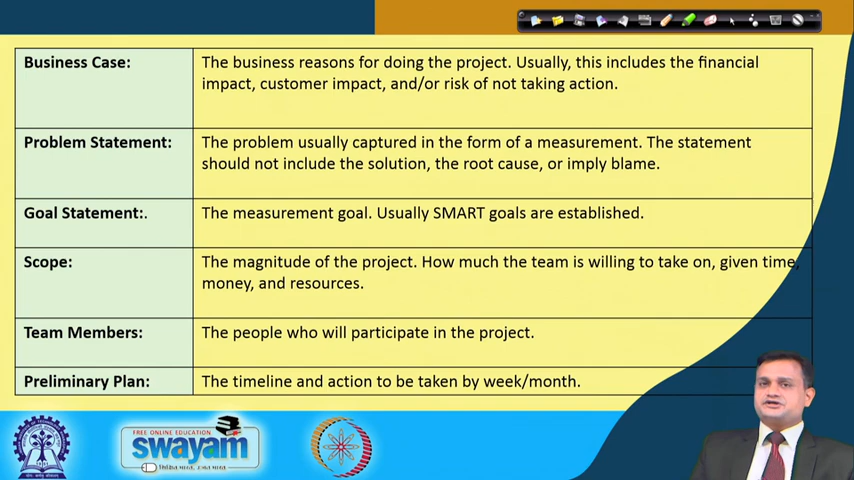 Business Case:
The business reasons for doing the project. Usually, this includes the financial
impact, customer impact, and/or risk of not taking action.
Problem Statement:
The problem usually captured in the form of a measurement. The statement
should not include the solution, the root cause, or imply blame.
Goal Statement:.
The measurement goal. Usually SMART goals are established.
Scope:
The magnitude of the project. How much the team is willing to take on, given time,
money, and resources.
Team Members:
The people who will participate in the project.
Preliminary Plan:
The timeline and action to be taken by week/month.
FREE ONLINE EDUCATION
swayam